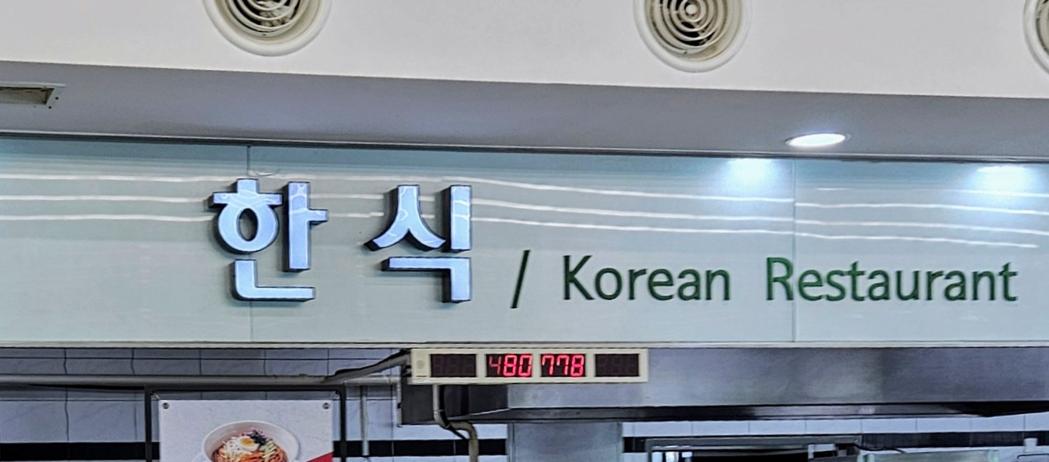 한식 / Korean Restaurant
480 778